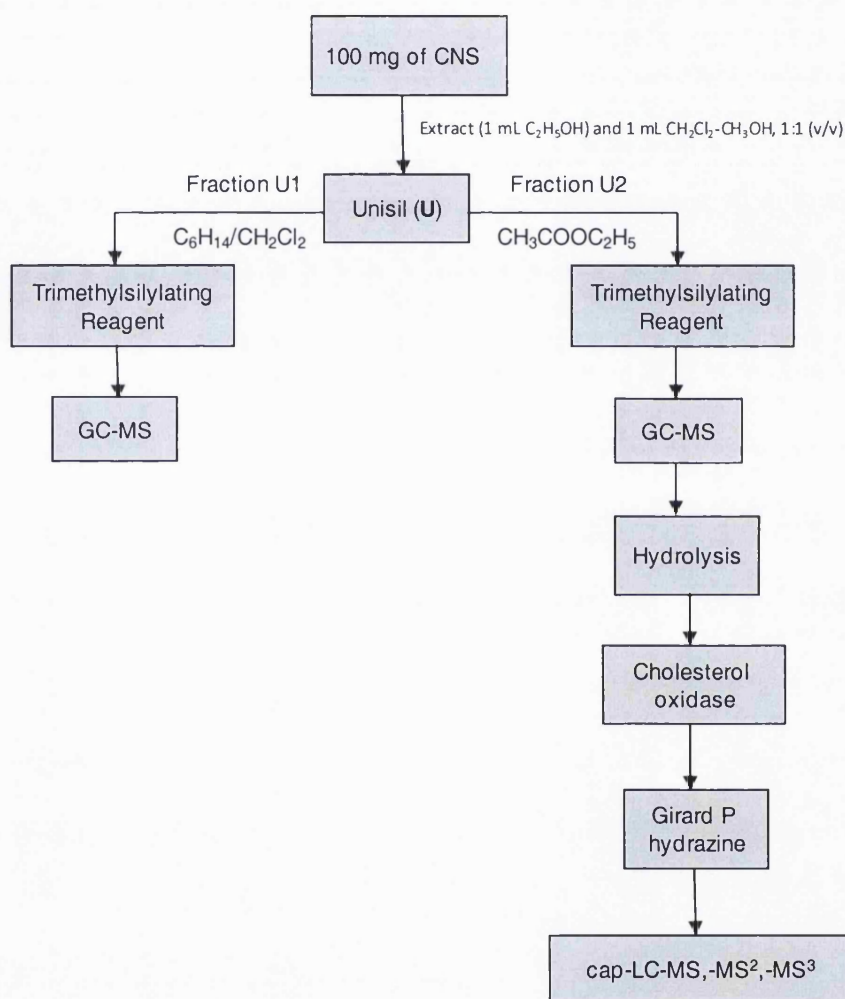 100 mg of CNS
Extract (1 mL C₂H₅OH) and 1 mL CH₂Cl₂-CH₃OH, 1:1 (v/v)
Fraction U1
Unisil (U)
Fraction U2
C₆H₁₄/CH₂Cl₂
CH₃COOC₂H₅
Trimethylsilylating
Reagent
Trimethylsilylating
Reagent
GC-MS
GC-MS
Hydrolysis
Cholesterol
oxidase
Girard P
hydrazine
cap-LC-MS,-MS²,-MS³